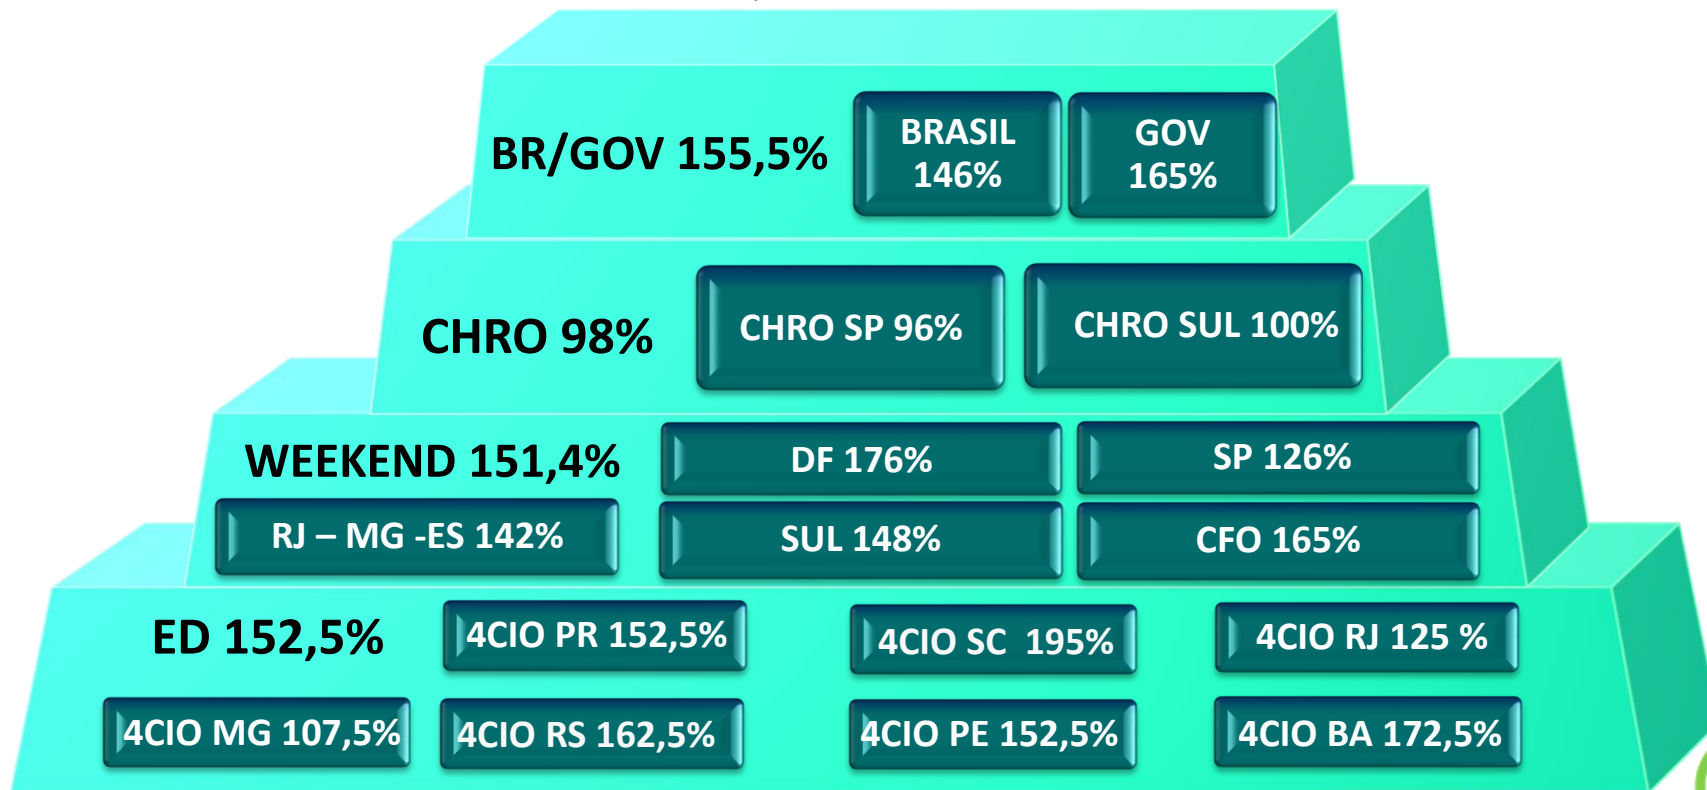 BR/GOV 155,5%
BRASIL
146%
GOV
165%
CHRO 98%
CHRO SP 96%
CHRO SUL 100%
WEEKEND 151,4%
DF 176%
SP 126%
RJ – MG -ES 142%
SUL 148%
CFO 165%
ED 152,5%
4CIO PR 152,5%
4CIO SC  195%
4CIO RJ 125 %
4CIO MG 107,5%
4CIO RS 162,5%
4CIO PE 152,5%
4CIO BA 172,5%